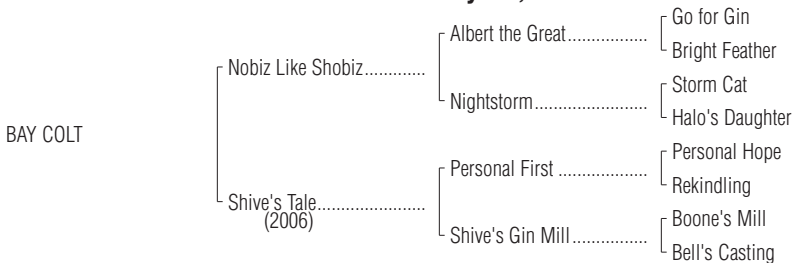 Go for Gin
Albert the Great.................
Bright Feather
Nobiz Like Shobiz.............
Storm Cat
Nightstorm........................
Halo's Daughter
BAY COLT
Personal Hope
Personal First ...................
Rekindling
Shive's Tale.......................
(2006)
Boone's Mill
Shive's Gin Mill................
Bell's Casting